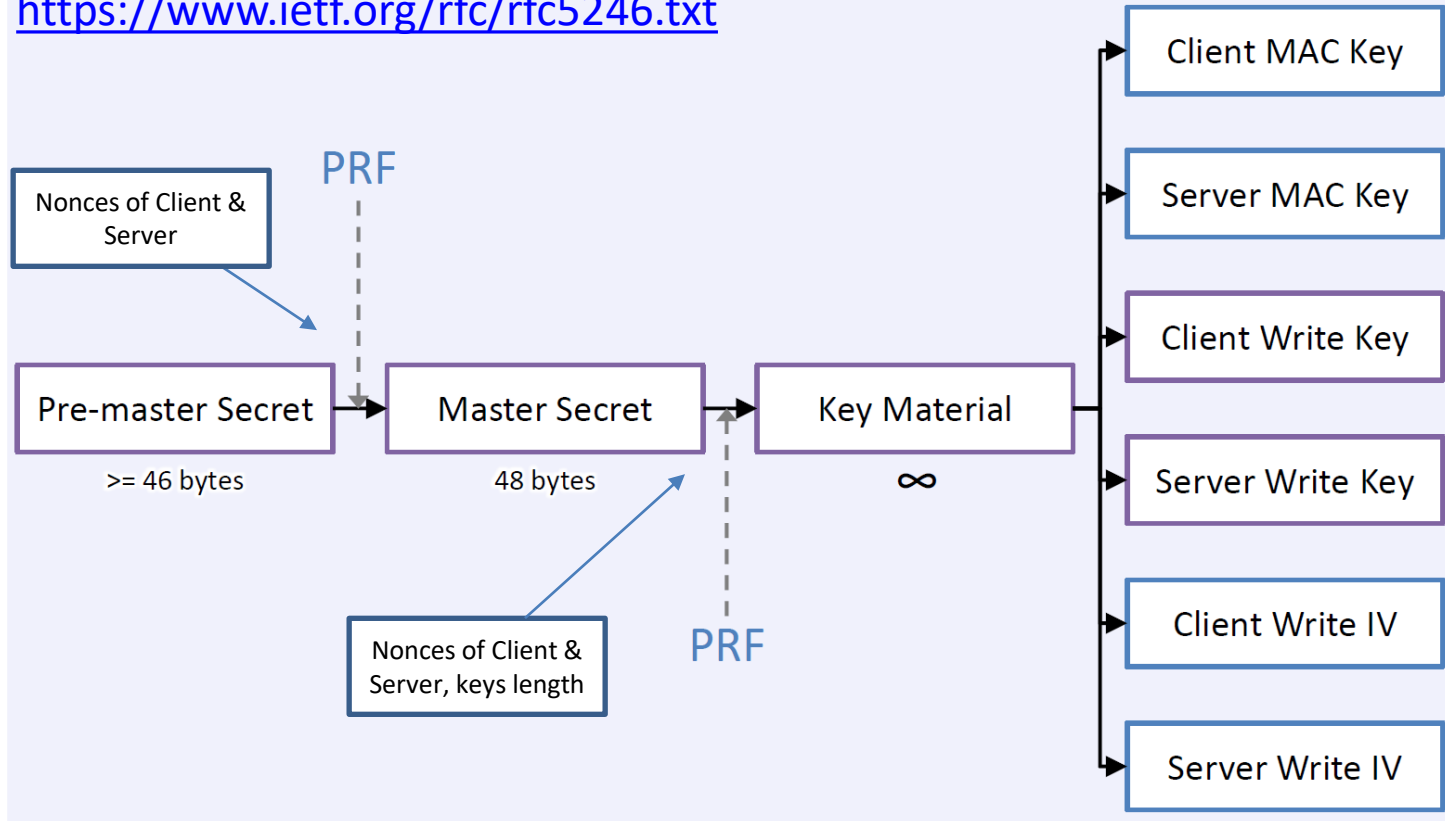 https://www.ietf.org/rfc/rfc5246.txt
PRF
Nonces of Client &
Server
Pre-master Secret
>= 46 bytes
Master Secret
48 bytes
Key Material
∞
Nonces of Client &
Server, keys length
PRF
Client MAC Key
Server MAC Key
Client Write Key
Server Write Key
Client Write IV
Server Write IV